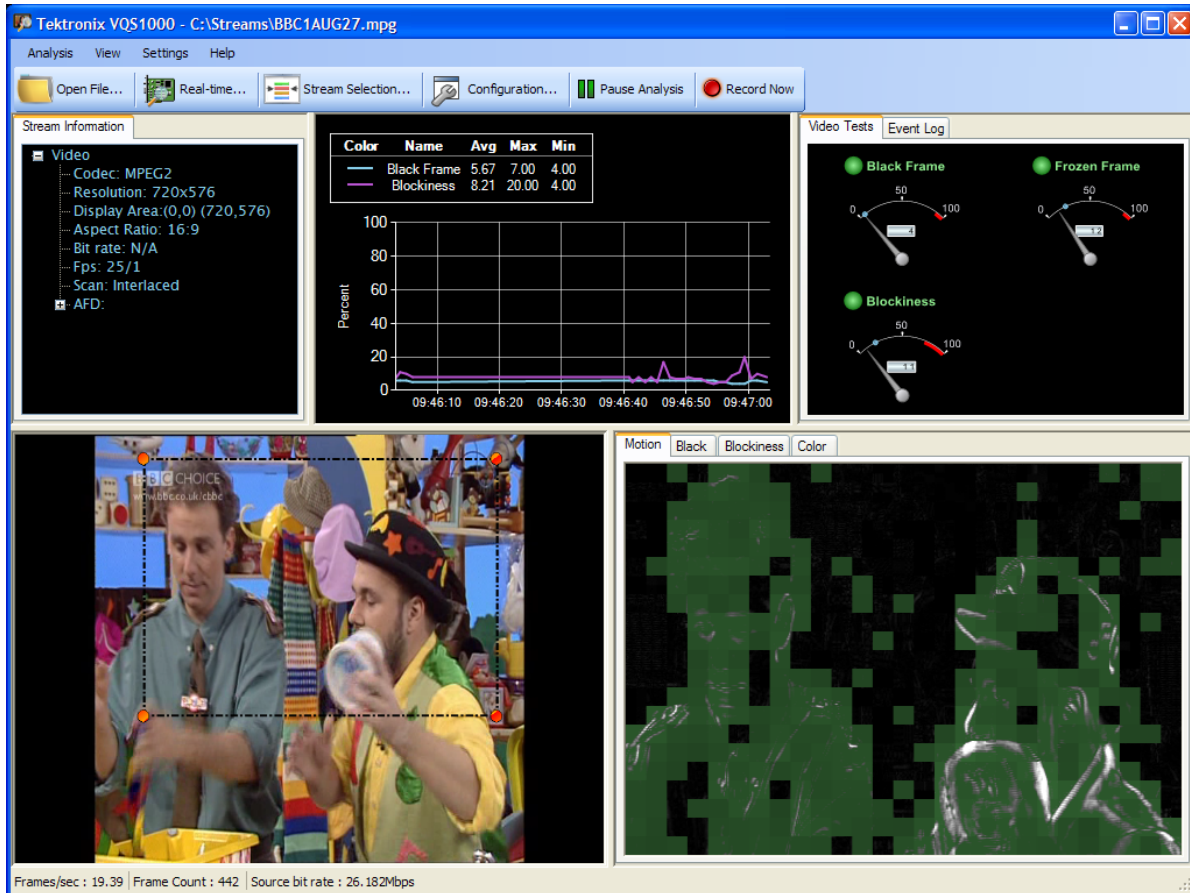 Tektronix VQS1000 - C:\Streams\BBC1AUG27.mpg
Analysis View Settings Help
Open File... Real-time... Stream Selection... Configuration... Pause Analysis Record Now
Stream Information
Video
Codec: MPEG2
Resolution: 720x576
Display Area:(0,0) (720,576)
Aspect Ratio: 16:9
Bit rate: N/A
Fps: 25/1
Scan: Interlaced
AFD:
Color Name Avg Max Min
Black Frame 5.67 7.00 4.00
Blockiness 8.21 20.00 4.00
Percent
100
80
60
40
20
0
09:46:10 09:46:20 09:46:30 09:46:40 09:46:50 09:47:00
Video Tests Event Log
Black Frame
0 50 100
4
Frozen Frame
0 50 100
12
Blockiness
0 50 100
11
BBC CHOICE
www.bbc.co.uk/cbbc
Motion Black Blockiness Color
Frames/sec : 19.39 Frame Count : 442 Source bit rate : 26.182Mbps